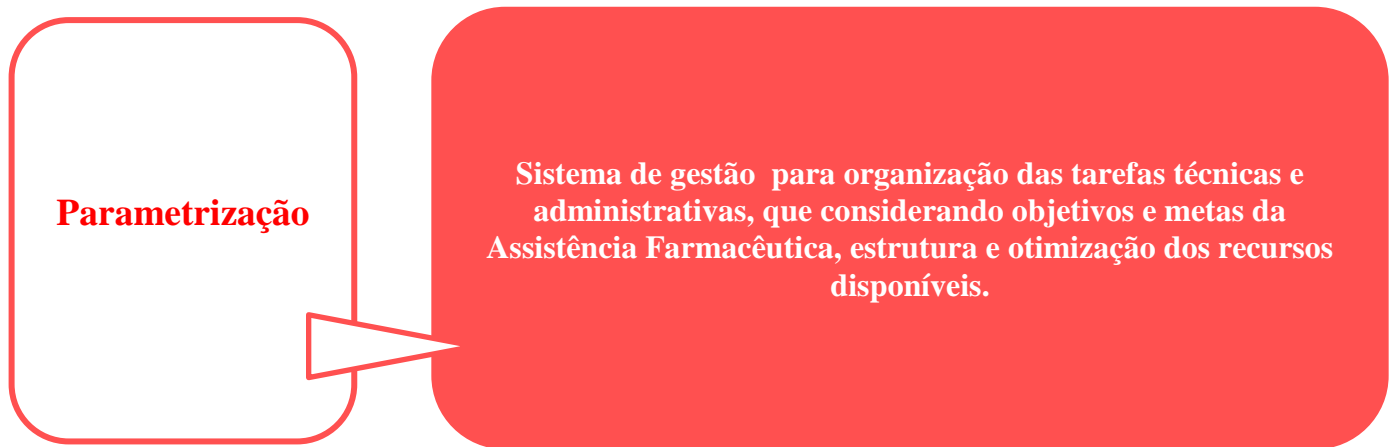 Parametrização
Sistema de gestão para organização das tarefas técnicas e
administrativas, que considerando objetivos e metas da
Assistência Farmacêutica, estrutura e otimização dos recursos
disponíveis.